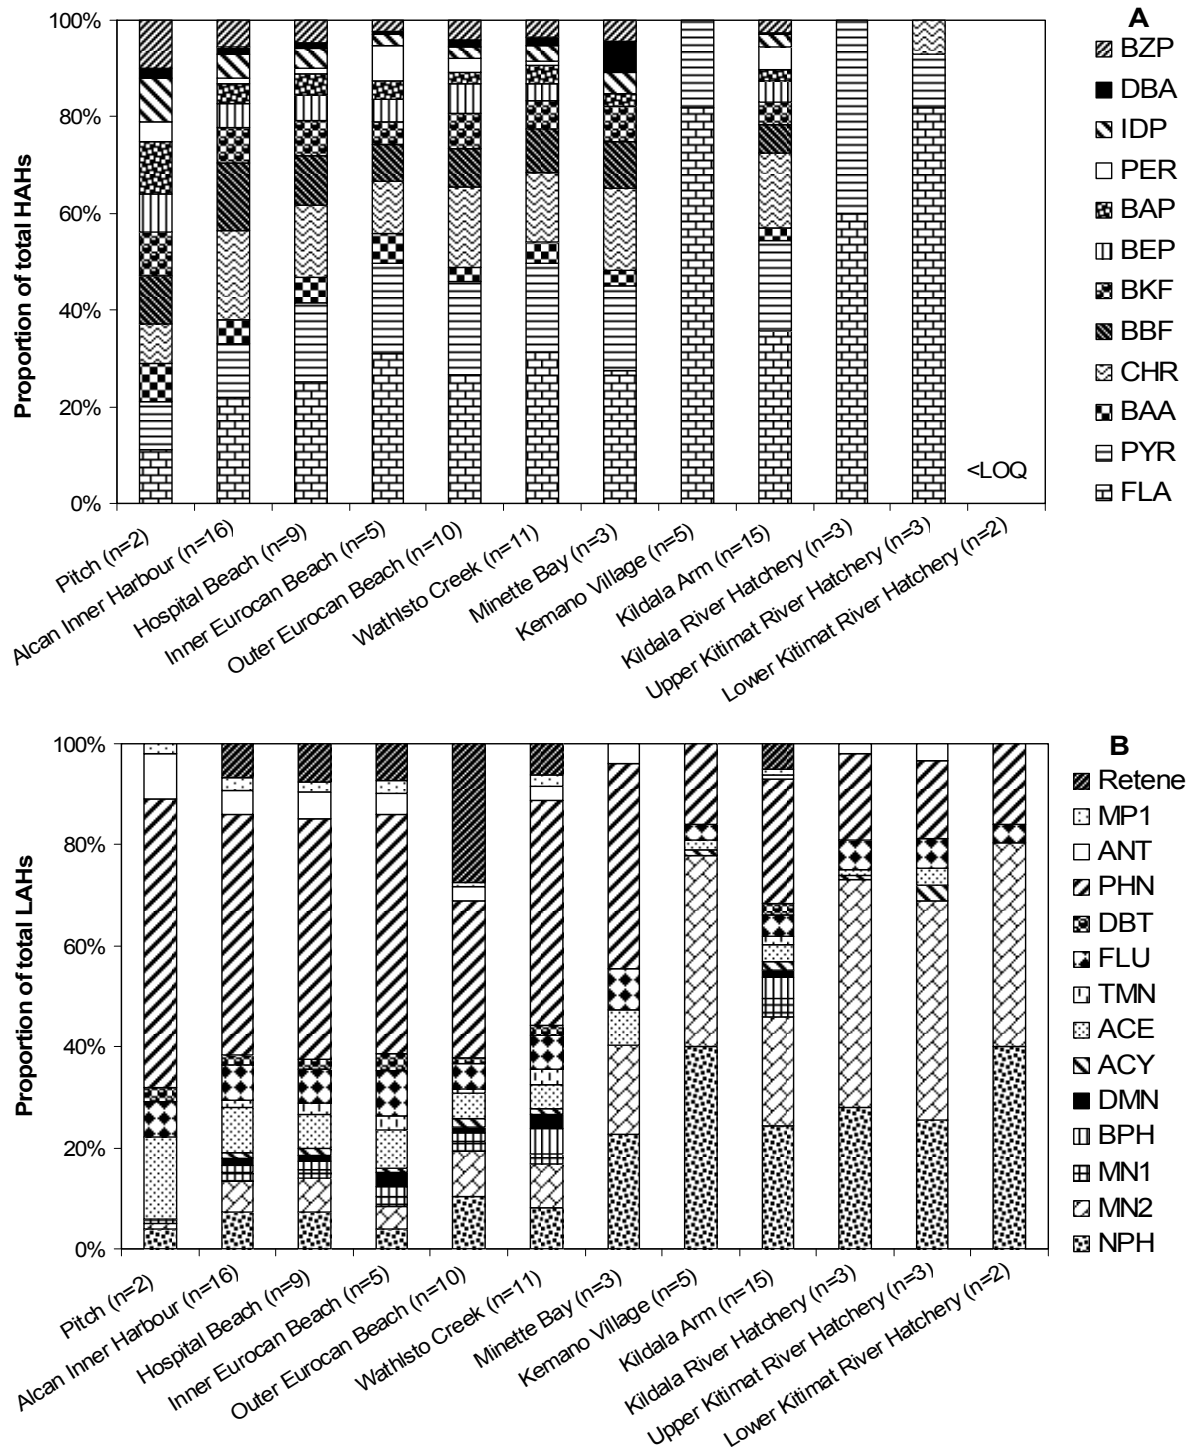 A
Proportion of total HAHs
100%
80%
60%
40%
20%
0%
BZP
DBA
IDP
PER
BAP
BEP
BKF
BBF
CHR
BAA
PYR
FLA
<LOQ
Pitch (n=2)
Alcan Inner Harbour (n=16)
Hospital Beach (n=9)
Inner Eurocan Beach (n=5)
Outer Eurocan Beach (n=10)
Wathlsto Creek (n=11)
Minette Bay (n=3)
Kemano Village (n=5)
Kildala Arm (n=15)
Kildala River Hatchery (n=3)
Upper Kitimat River Hatchery (n=3)
Lower Kitimat River Hatchery (n=2)
B
Proportion of total LAHs
100%
80%
60%
40%
20%
0%
Retene
MP1
ANT
PHN
DBT
FLU
TMN
ACE
ACY
DMN
BPH
MN1
MN2
NPH
Pitch (n=2)
Alcan Inner Harbour (n=16)
Hospital Beach (n=9)
Inner Eurocan Beach (n=5)
Outer Eurocan Beach (n=10)
Wathlsto Creek (n=11)
Minette Bay (n=3)
Kemano Village (n=5)
Kildala Arm (n=15)
Kildala River Hatchery (n=3)
Upper Kitimat River Hatchery (n=3)
Lower Kitimat River Hatchery (n=2)